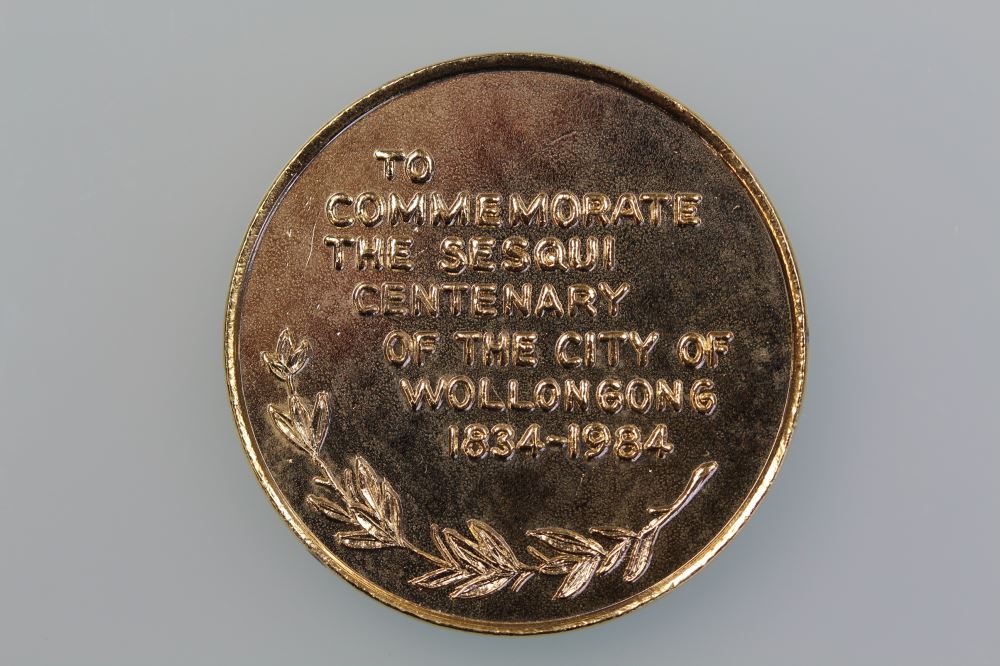 TO
COMMEMORATE
THE SESQUI
CENTENARY
OF THE CITY OF
WOLLONGONG
1834-1984